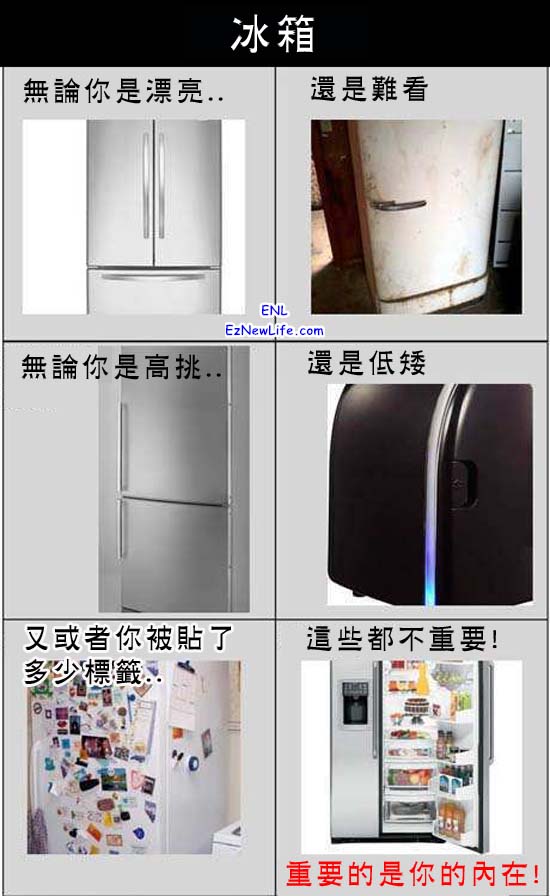 冰箱
無論你是漂亮..
還是難看
ENL
EzNewLife.com
無論你是高挑..
還是低矮
又或者你被貼了
多少標籤..
這些都不重要!
重要的是你的內在!